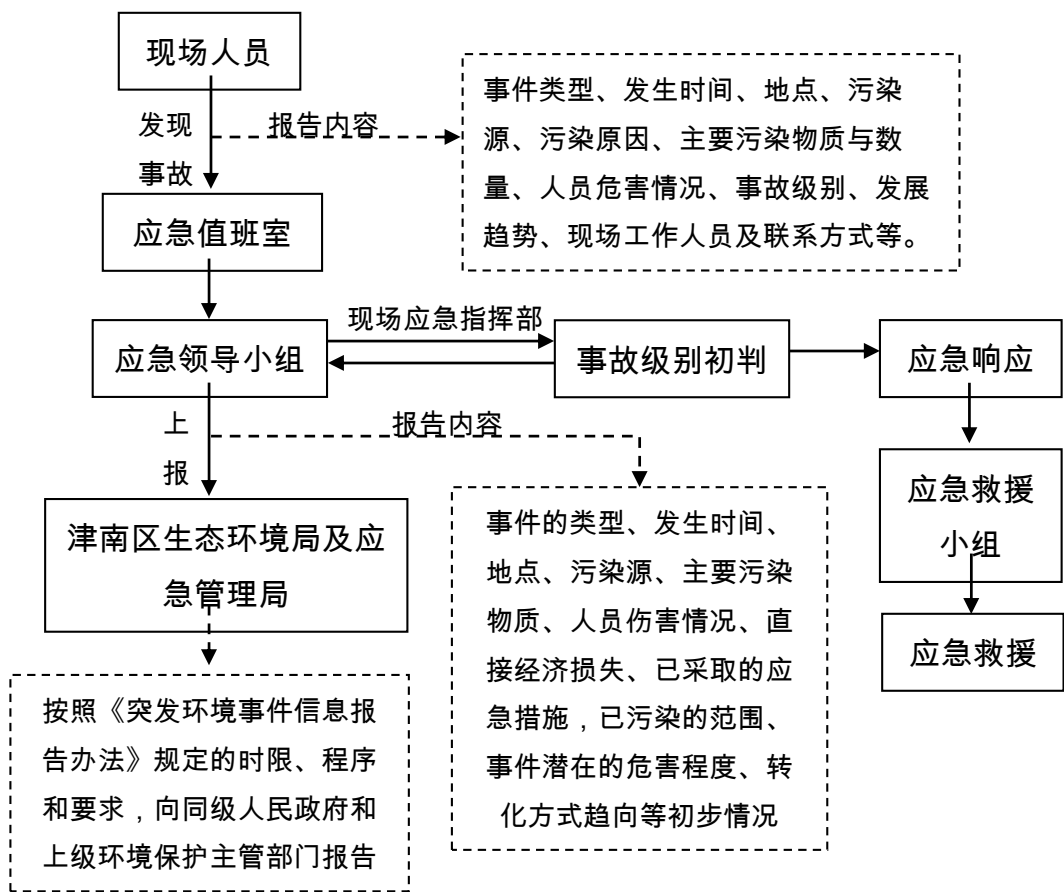 现场人员
发现
事故
报告内容
事件类型、发生时间、地点、污染
源、污染原因、主要污染物质与数
量、人员危害情况、事故级别、发展
趋势、现场工作人员及联系方式等。
应急值班室
应急领导小组
现场应急指挥部
事故级别初判
应急响应
上
报
报告内容
津南区生态环境局及应
急管理局
事件的类型、发生时间、
地点、污染源、主要污染
物质、人员伤害情况、直
接经济损失、已采取的应
急措施，已污染的范围、
事件潜在的危害程度、转
化方式趋向等初步情况
应急救援
小组
应急救援
按照《突发环境事件信息报
告办法》规定的时限、程序
和要求，向同级人民政府和
上级环境保护主管部门报告